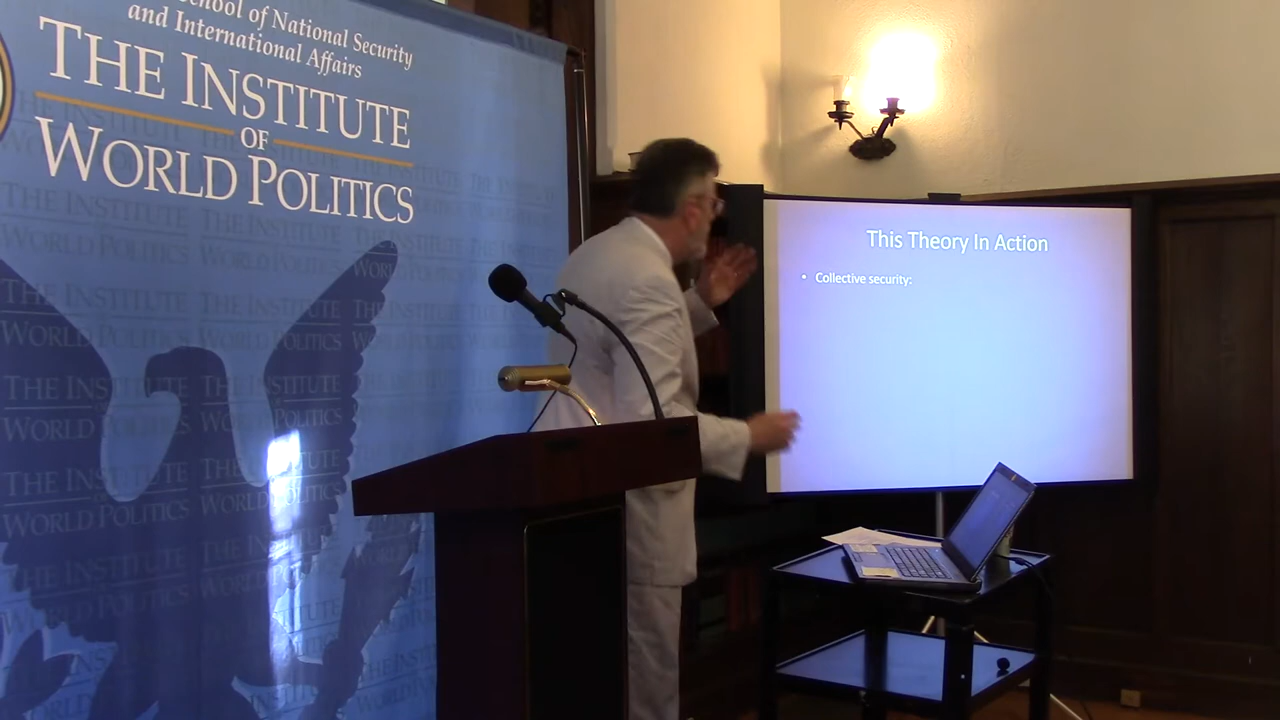 School of National Security
and International Affairs
THE INSTITUTE
OF
WORLD POLITICS
This Theory In Action
• Collective security: